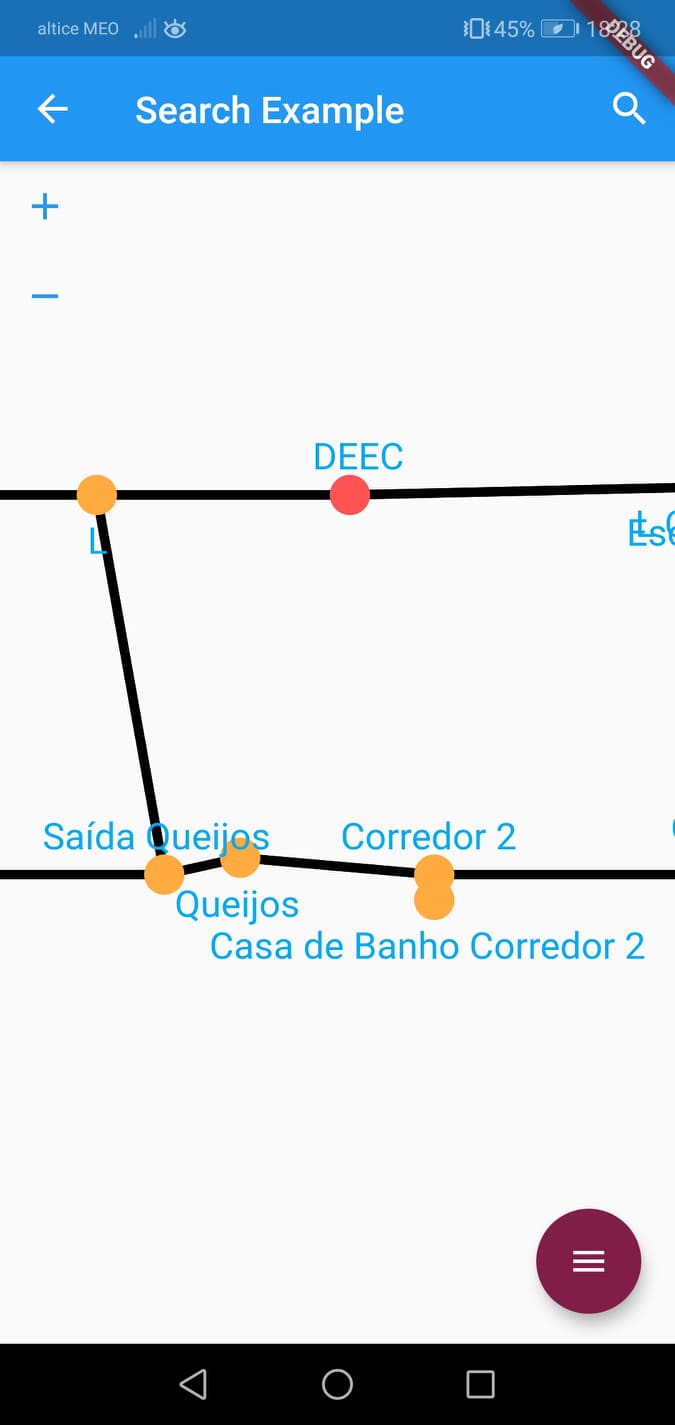 altice MEO 45% 18:28
DEBUG
Search Example
+
−
DEEC
L
Saída Queijos
Corredor 2
Queijos
Casa de Banho Corredor 2